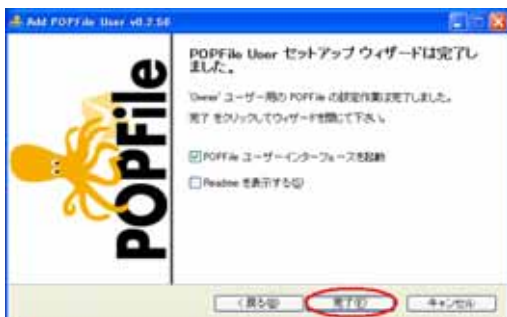 Add POPFile User v0.2.50
POPFile
POPFile User セットアップ ウィザードは完了し
ました。
'Owner' ユーザー用の POPFile の設定作業は完了しました。
完了 をクリックしてウィザードを閉じて下さい。
POPFile ユーザーインターフェースを起動
Readme を表示する(S)
< 戻る(B)
完了(F)
キャンセル